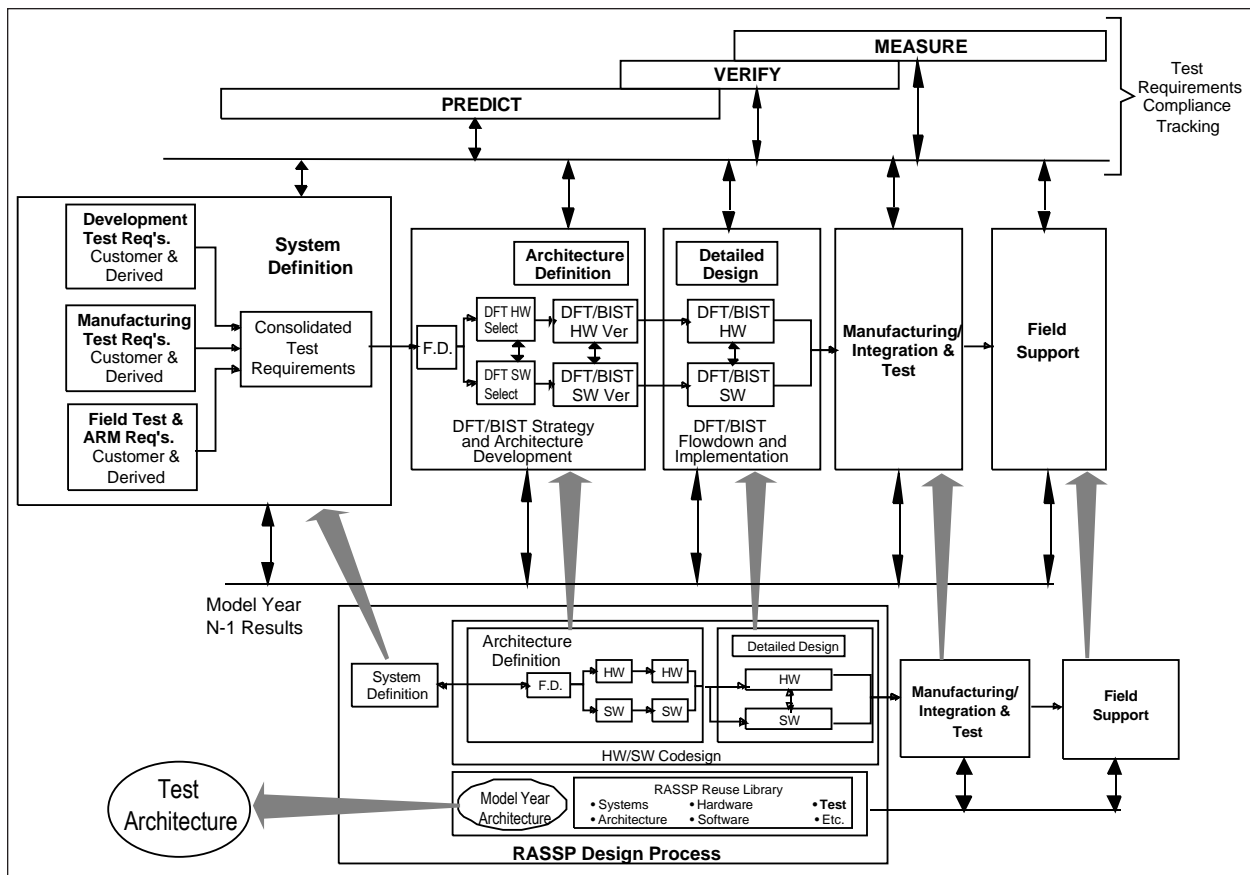 MEASURE
VERIFY
PREDICT
Test
Requirements
Compliance
Tracking
Development
Test Req's.
Customer &
Derived
System
Definition
Manufacturing
Test Req's.
Customer &
Derived
Consolidated
Test
Requirements
Field Test &
ARM Req's.
Customer &
Derived
Architecture
Definition
F.D.
DFT HW
Select
DFT/BIST
HW Ver
DFT SW
Select
DFT/BIST
SW Ver
DFT/BIST Strategy
and Architecture
Development
Detailed
Design
DFT/BIST
HW
DFT/BIST
SW
DFT/BIST
Flowdown and
Implementation
Manufacturing/
Integration &
Test
Field
Support
Model Year
N-1 Results
System
Definition
Architecture
Definition
F.D.
HW
HW
SW
SW
Detailed Design
HW
SW
HW/SW Codesign
Manufacturing/
Integration &
Test
Field
Support
Test
Architecture
Model Year
Architecture
RASSP Reuse Library
• Systems • Hardware • Test
• Architecture • Software • Etc.
RASSP Design Process